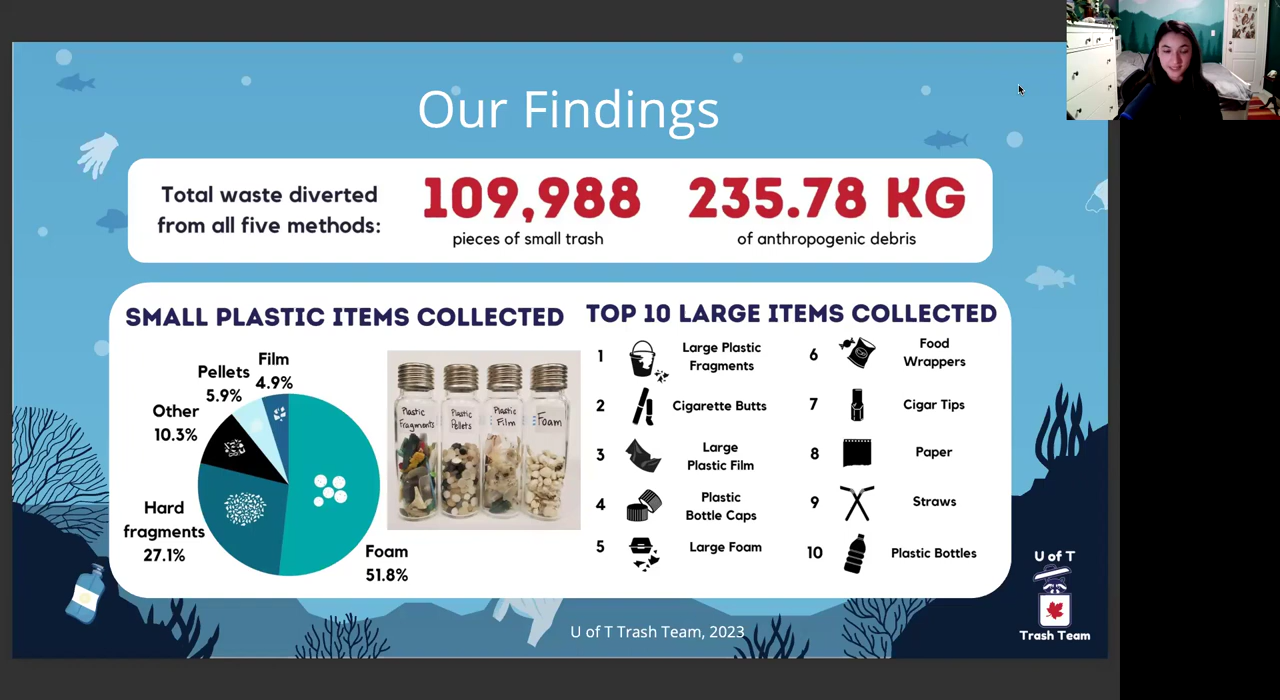 Our Findings
Total waste diverted
from all five methods:
109,988
pieces of small trash
235.78 KG
of anthropogenic debris
SMALL PLASTIC ITEMS COLLECTED
Film
4.9%
Pellets
5.9%
Other
10.3%
Hard
fragments
27.1%
Foam
51.8%
Plastic
Fragments
Plastic
Pellets
Plastic
Film
Foam
TOP 10 LARGE ITEMS COLLECTED
1
Large Plastic
Fragments
2
Cigarette Butts
3
Large
Plastic Film
4
Plastic
Bottle Caps
5
Large Foam
6
Food
Wrappers
7
Cigar Tips
8
Paper
9
Straws
10
Plastic Bottles
U of T Trash Team, 2023
U of T
Trash Team